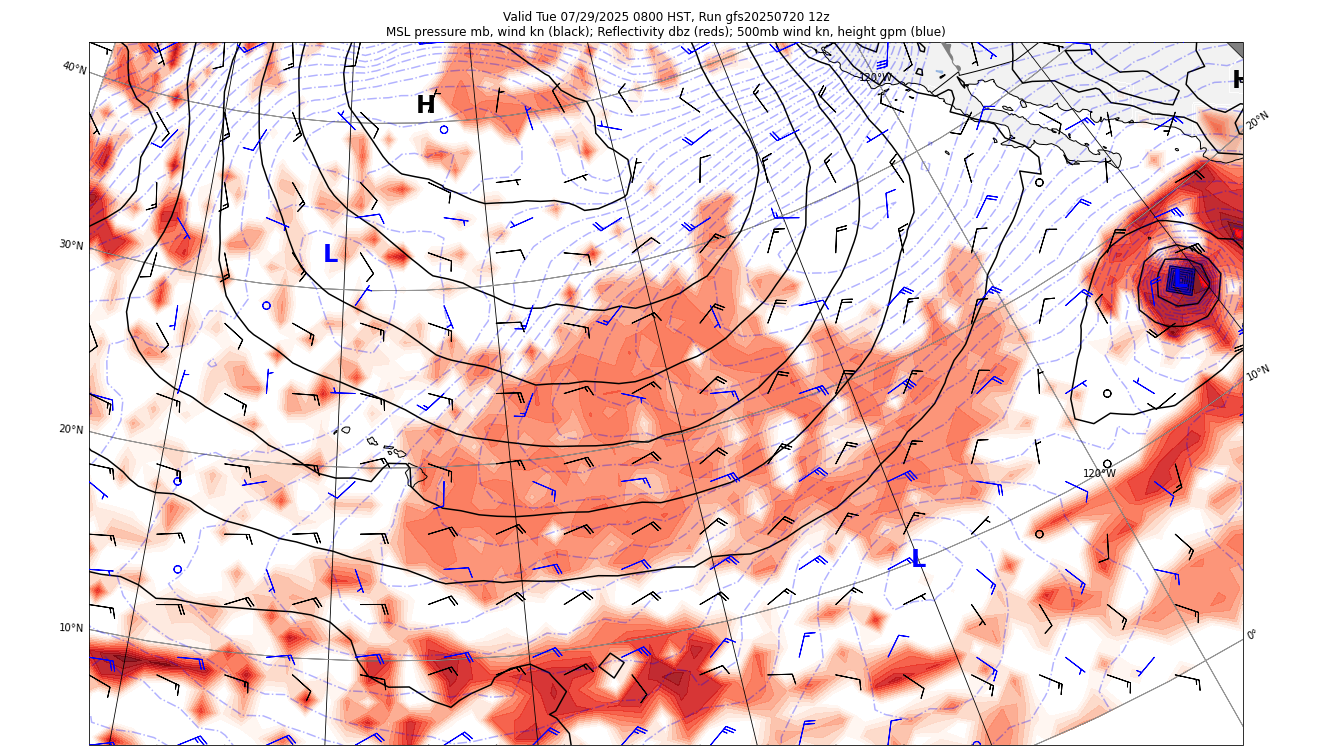 Valid Tue 07/29/2025 0800 HST, Run gfs20250720 12z
MSL pressure mb, wind kn (black); Reflectivity dbz (reds); 500mb wind kn, height gpm (blue)
40°N
H
120°W
H
20°N
30°N
L
L
10°N
20°N
120°W
L
10°N
0°